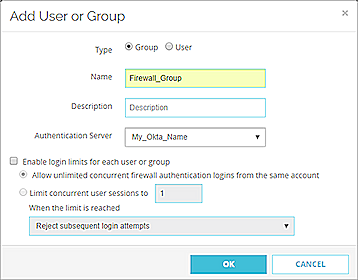 Add User or Group
Type Group User
Name Firewall_Group
Description Description
Authentication Server My_Okta_Name
Enable login limits for each user or group
Allow unlimited concurrent firewall authentication logins from the same account
Limit concurrent user sessions to 1
When the limit is reached
Reject subsequent login attempts
OK CANCEL